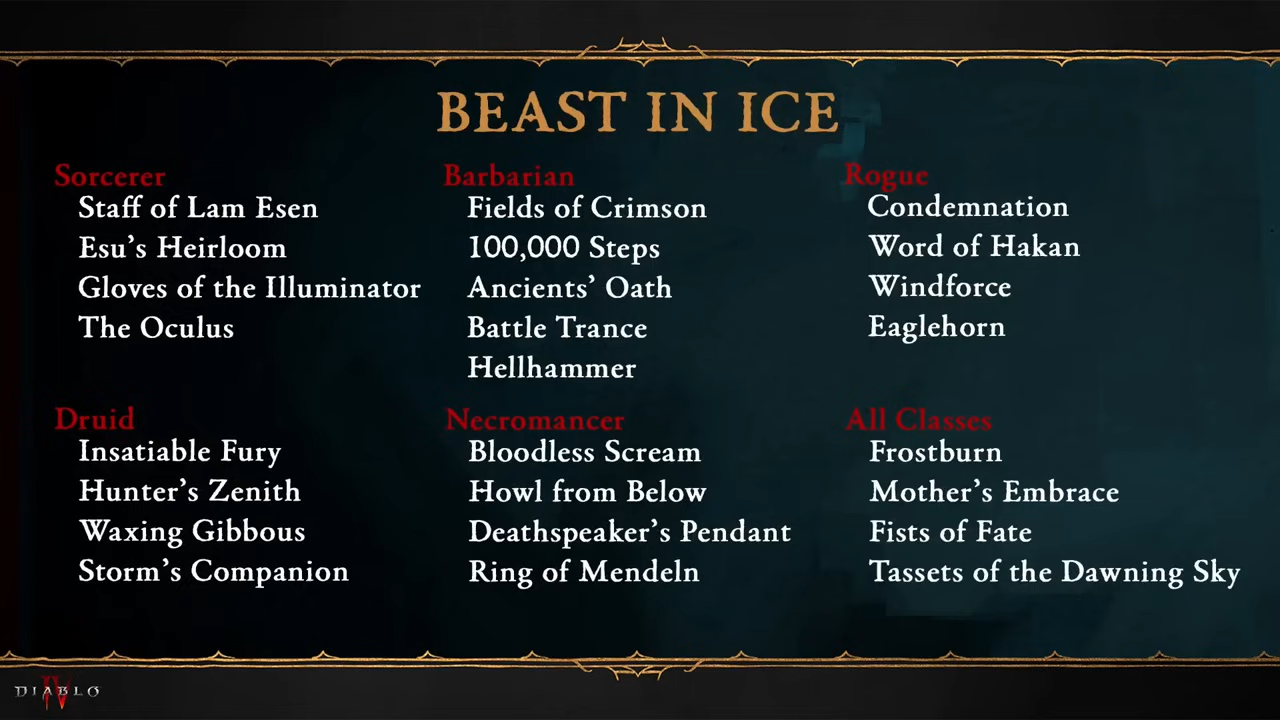 BEAST IN ICE
Sorcerer
Staff of Lam Esen
Esu's Heirloom
Gloves of the Illuminator
The Oculus
Barbarian
Fields of Crimson
100,000 Steps
Ancients' Oath
Battle Trance
Hellhammer
Rogue
Condemnation
Word of Hakan
Windforce
Eaglehorn
Druid
Insatiable Fury
Hunter's Zenith
Waxing Gibbous
Storm's Companion
Necromancer
Bloodless Scream
Howl from Below
Deathspeaker's Pendant
Ring of Mendeln
All Classes
Frostburn
Mother's Embrace
Fists of Fate
Tassets of the Dawning Sky
DIABLO IV